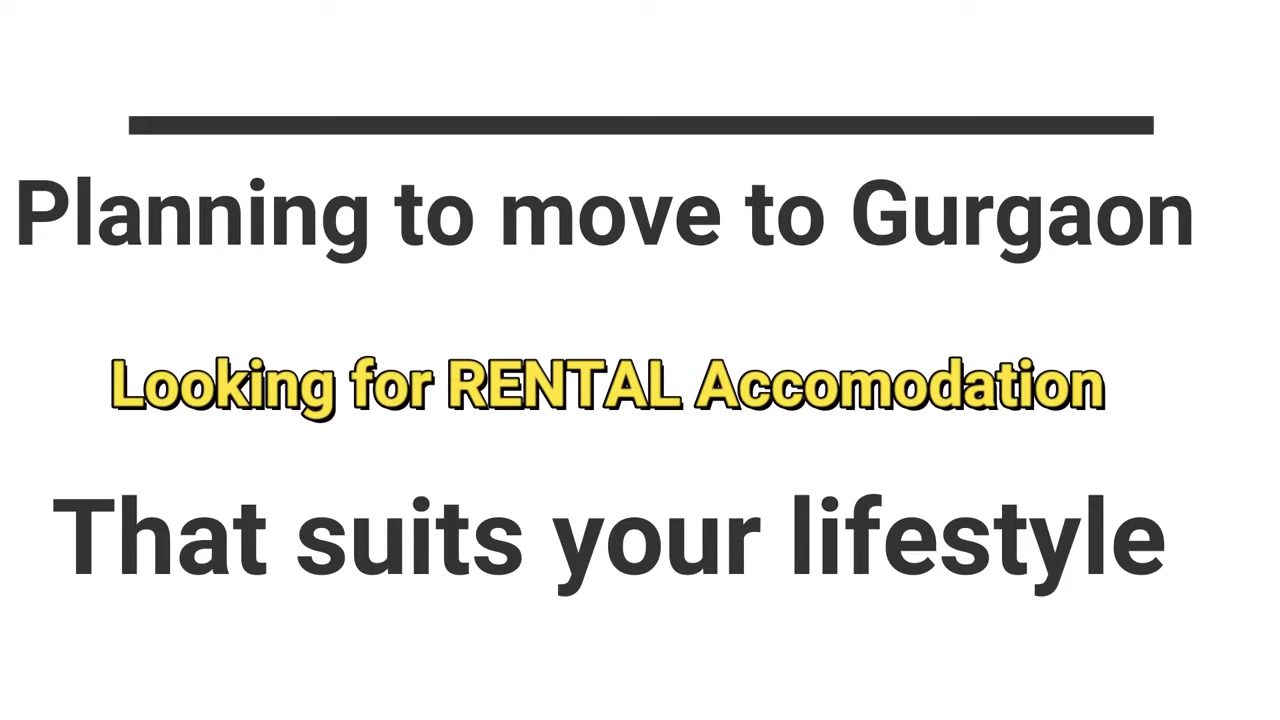 Planning to move to Gurgaon
Looking for RENTAL Accomodation
That suits your lifestyle